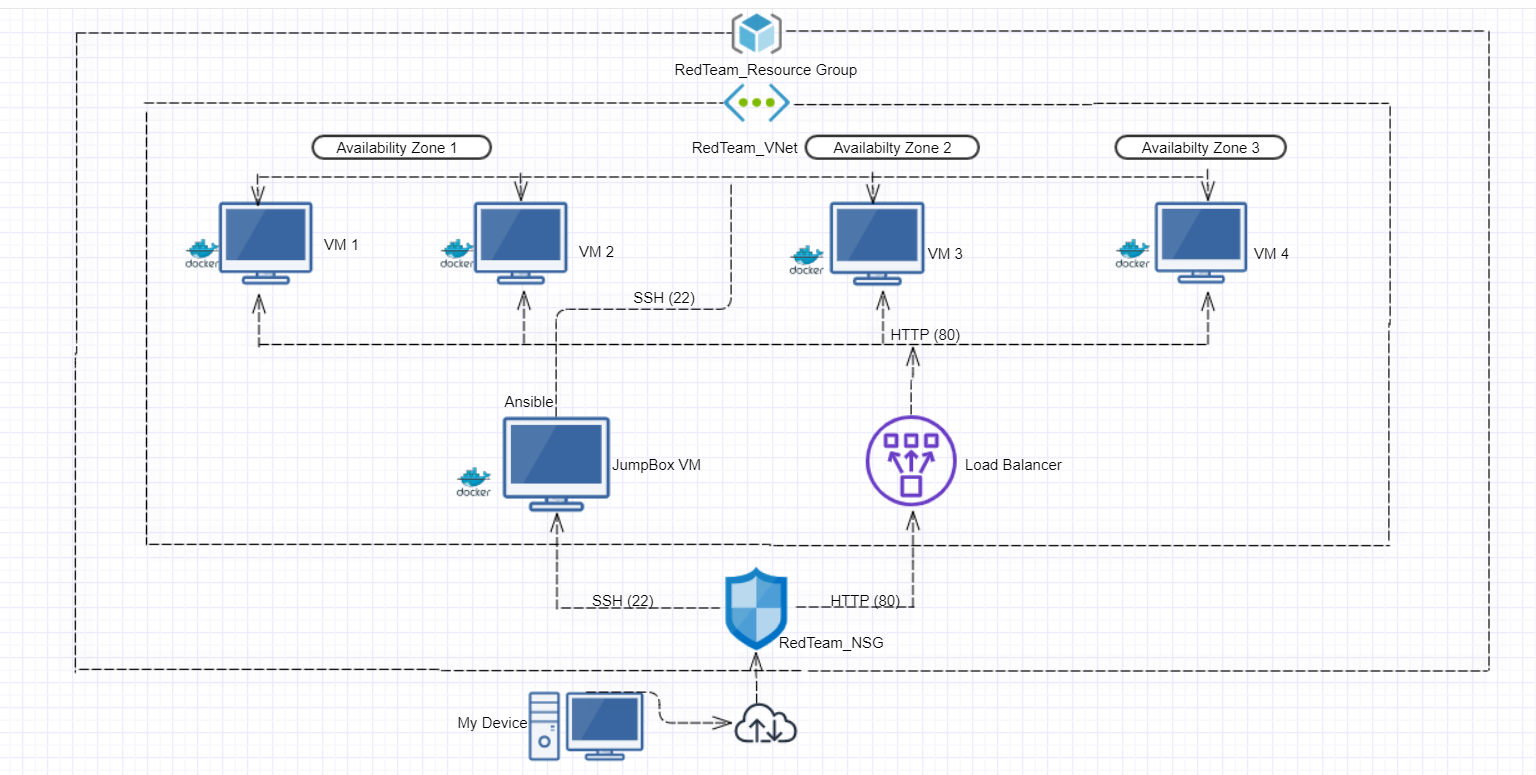 RedTeam_Resource Group
RedTeam_VNet
Availability Zone 1
Availabilty Zone 2
Availabilty Zone 3
docker
VM 1
docker
VM 2
docker
VM 3
docker
VM 4
SSH (22)
HTTP (80)
Ansible
docker
JumpBox VM
Load Balancer
SSH (22)
HTTP (80)
RedTeam_NSG
My Device